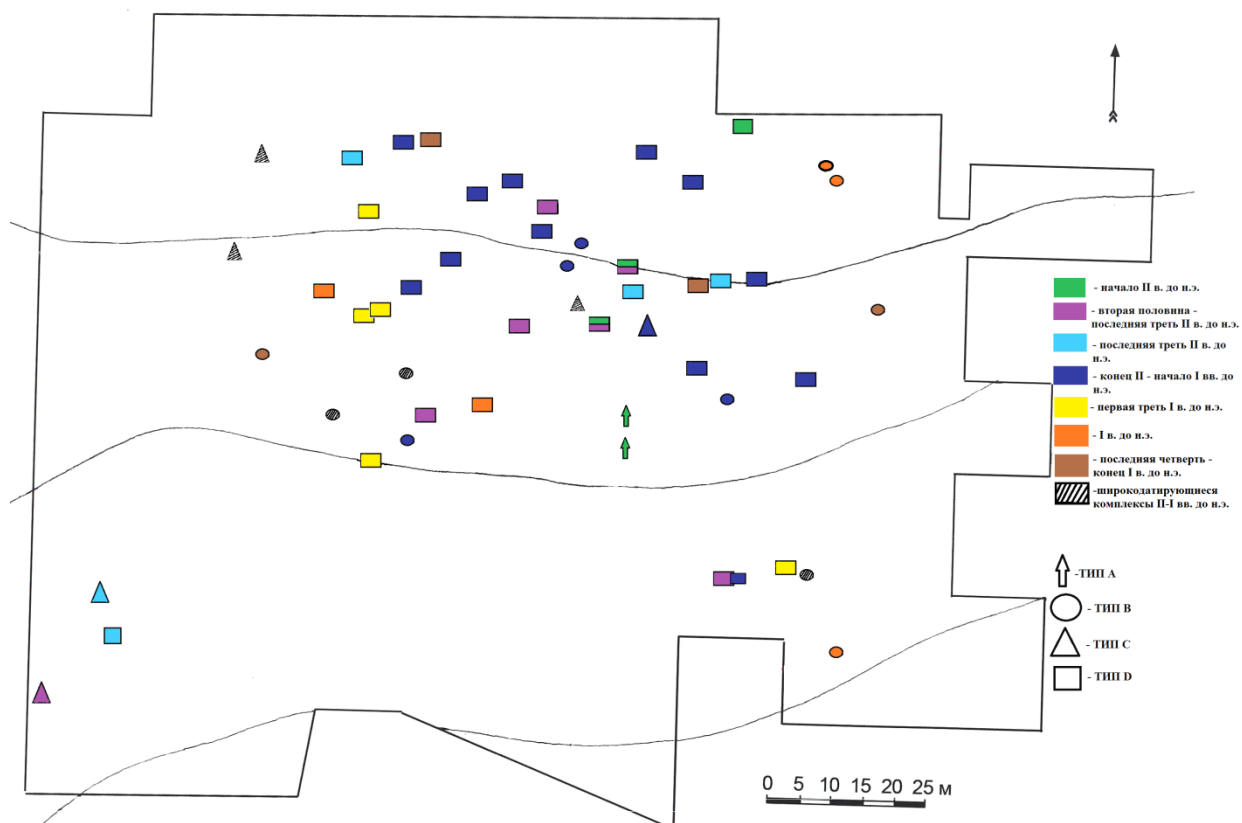 - начало II в. до н.э.
- вторая половина -
последняя треть II в. до н.э.
- последняя треть II в. до
н.э.
- конец II - начало I вв. до
н.э.
- первая треть I в. до н.э.
- I в. до н.э.
- последняя четверть -
конец I в. до н.э.
-широкодатирующиеся
комплексы II-I вв. до н.э.
-ТИП A
- ТИП B
- ТИП C
- ТИП D
0 5 10 15 20 25 м